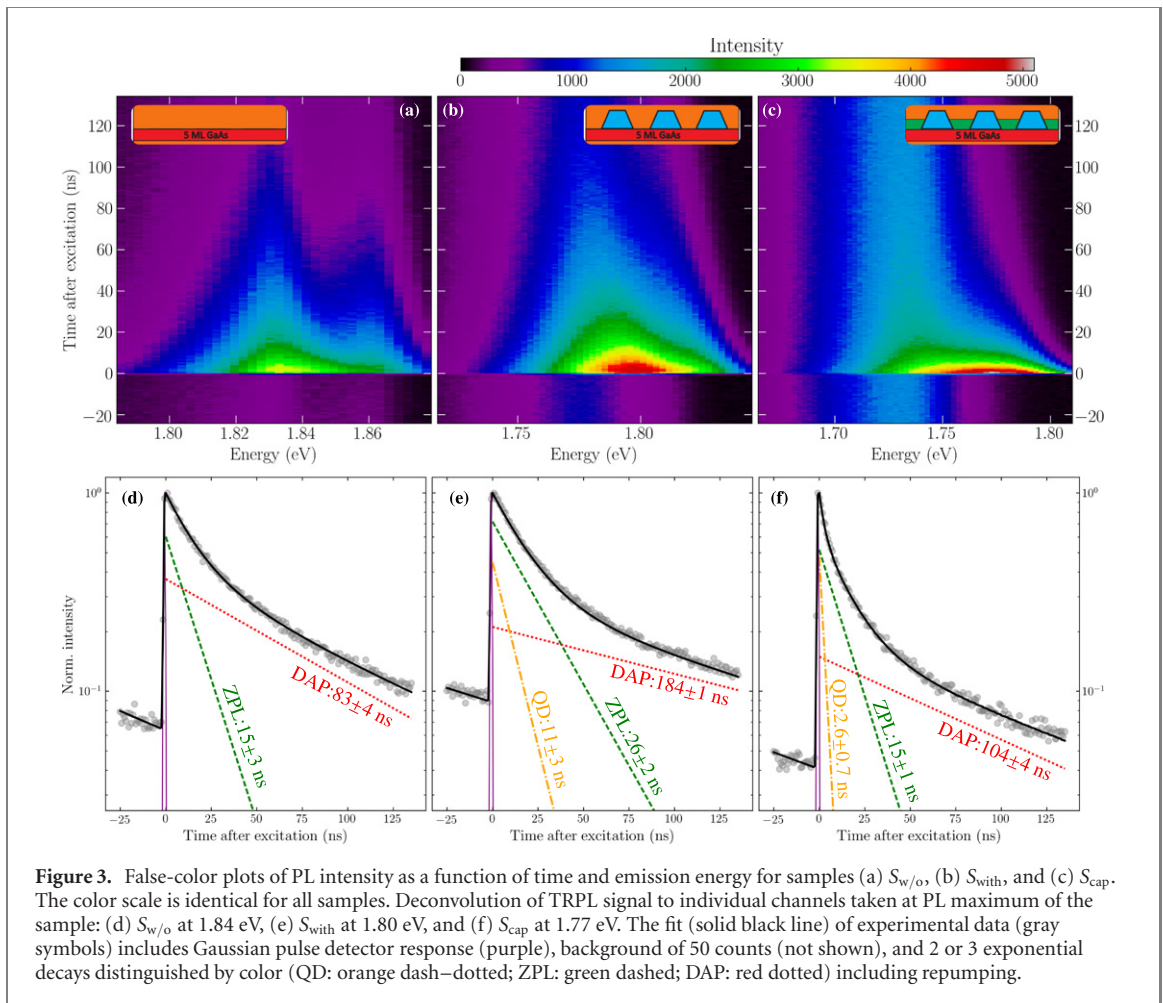 Intensity
0 1000 2000 3000 4000 5000
(a) (b) (c)
5 ML GaAs 5 ML GaAs 5 ML GaAs
Time after excitation (ns)
120 120
100 100
80 80
60 60
40 40
20 20
0 0
−20 −20
1.80 1.82 1.84 1.86 1.75 1.80 1.70 1.75 1.80
Energy (eV) Energy (eV) Energy (eV)
(d) (e) (f)
Norm. intensity
10⁰ 10⁰
10⁻¹ 10⁻¹
DAP:83±4 ns
ZPL:15±3 ns
DAP:184±1 ns
QD:11±3 ns
ZPL:26±2 ns
QD:2.6±0.7 ns
ZPL:15±1 ns
DAP:104±4 ns
−25 0 25 50 75 100 125 −25 0 25 50 75 100 125 −25 0 25 50 75 100 125
Time after excitation (ns) Time after excitation (ns) Time after excitation (ns)
Figure 3. False-color plots of PL intensity as a function of time and emission energy for samples (a) S_w/o, (b) S_with, and (c) S_cap.
The color scale is identical for all samples. Deconvolution of TRPL signal to individual channels taken at PL maximum of the
sample: (d) S_w/o at 1.84 eV, (e) S_with at 1.80 eV, and (f) S_cap at 1.77 eV. The fit (solid black line) of experimental data (gray
symbols) includes Gaussian pulse detector response (purple), background of 50 counts (not shown), and 2 or 3 exponential
decays distinguished by color (QD: orange dash–dotted; ZPL: green dashed; DAP: red dotted) including repumping.